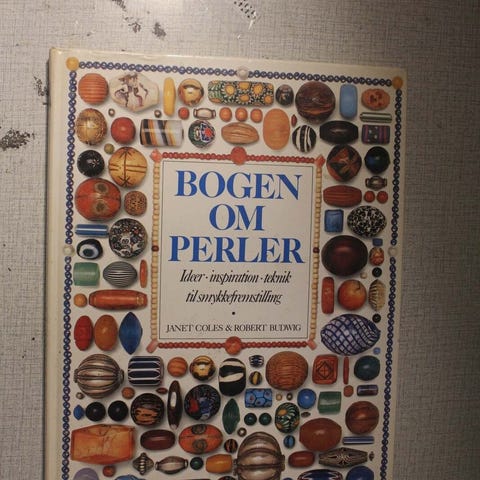 BOGEN
OM
PERLER
Ideer · inspiration · teknik
til smykkefremstilling
•
JANET COLES & ROBERT BUDWIG